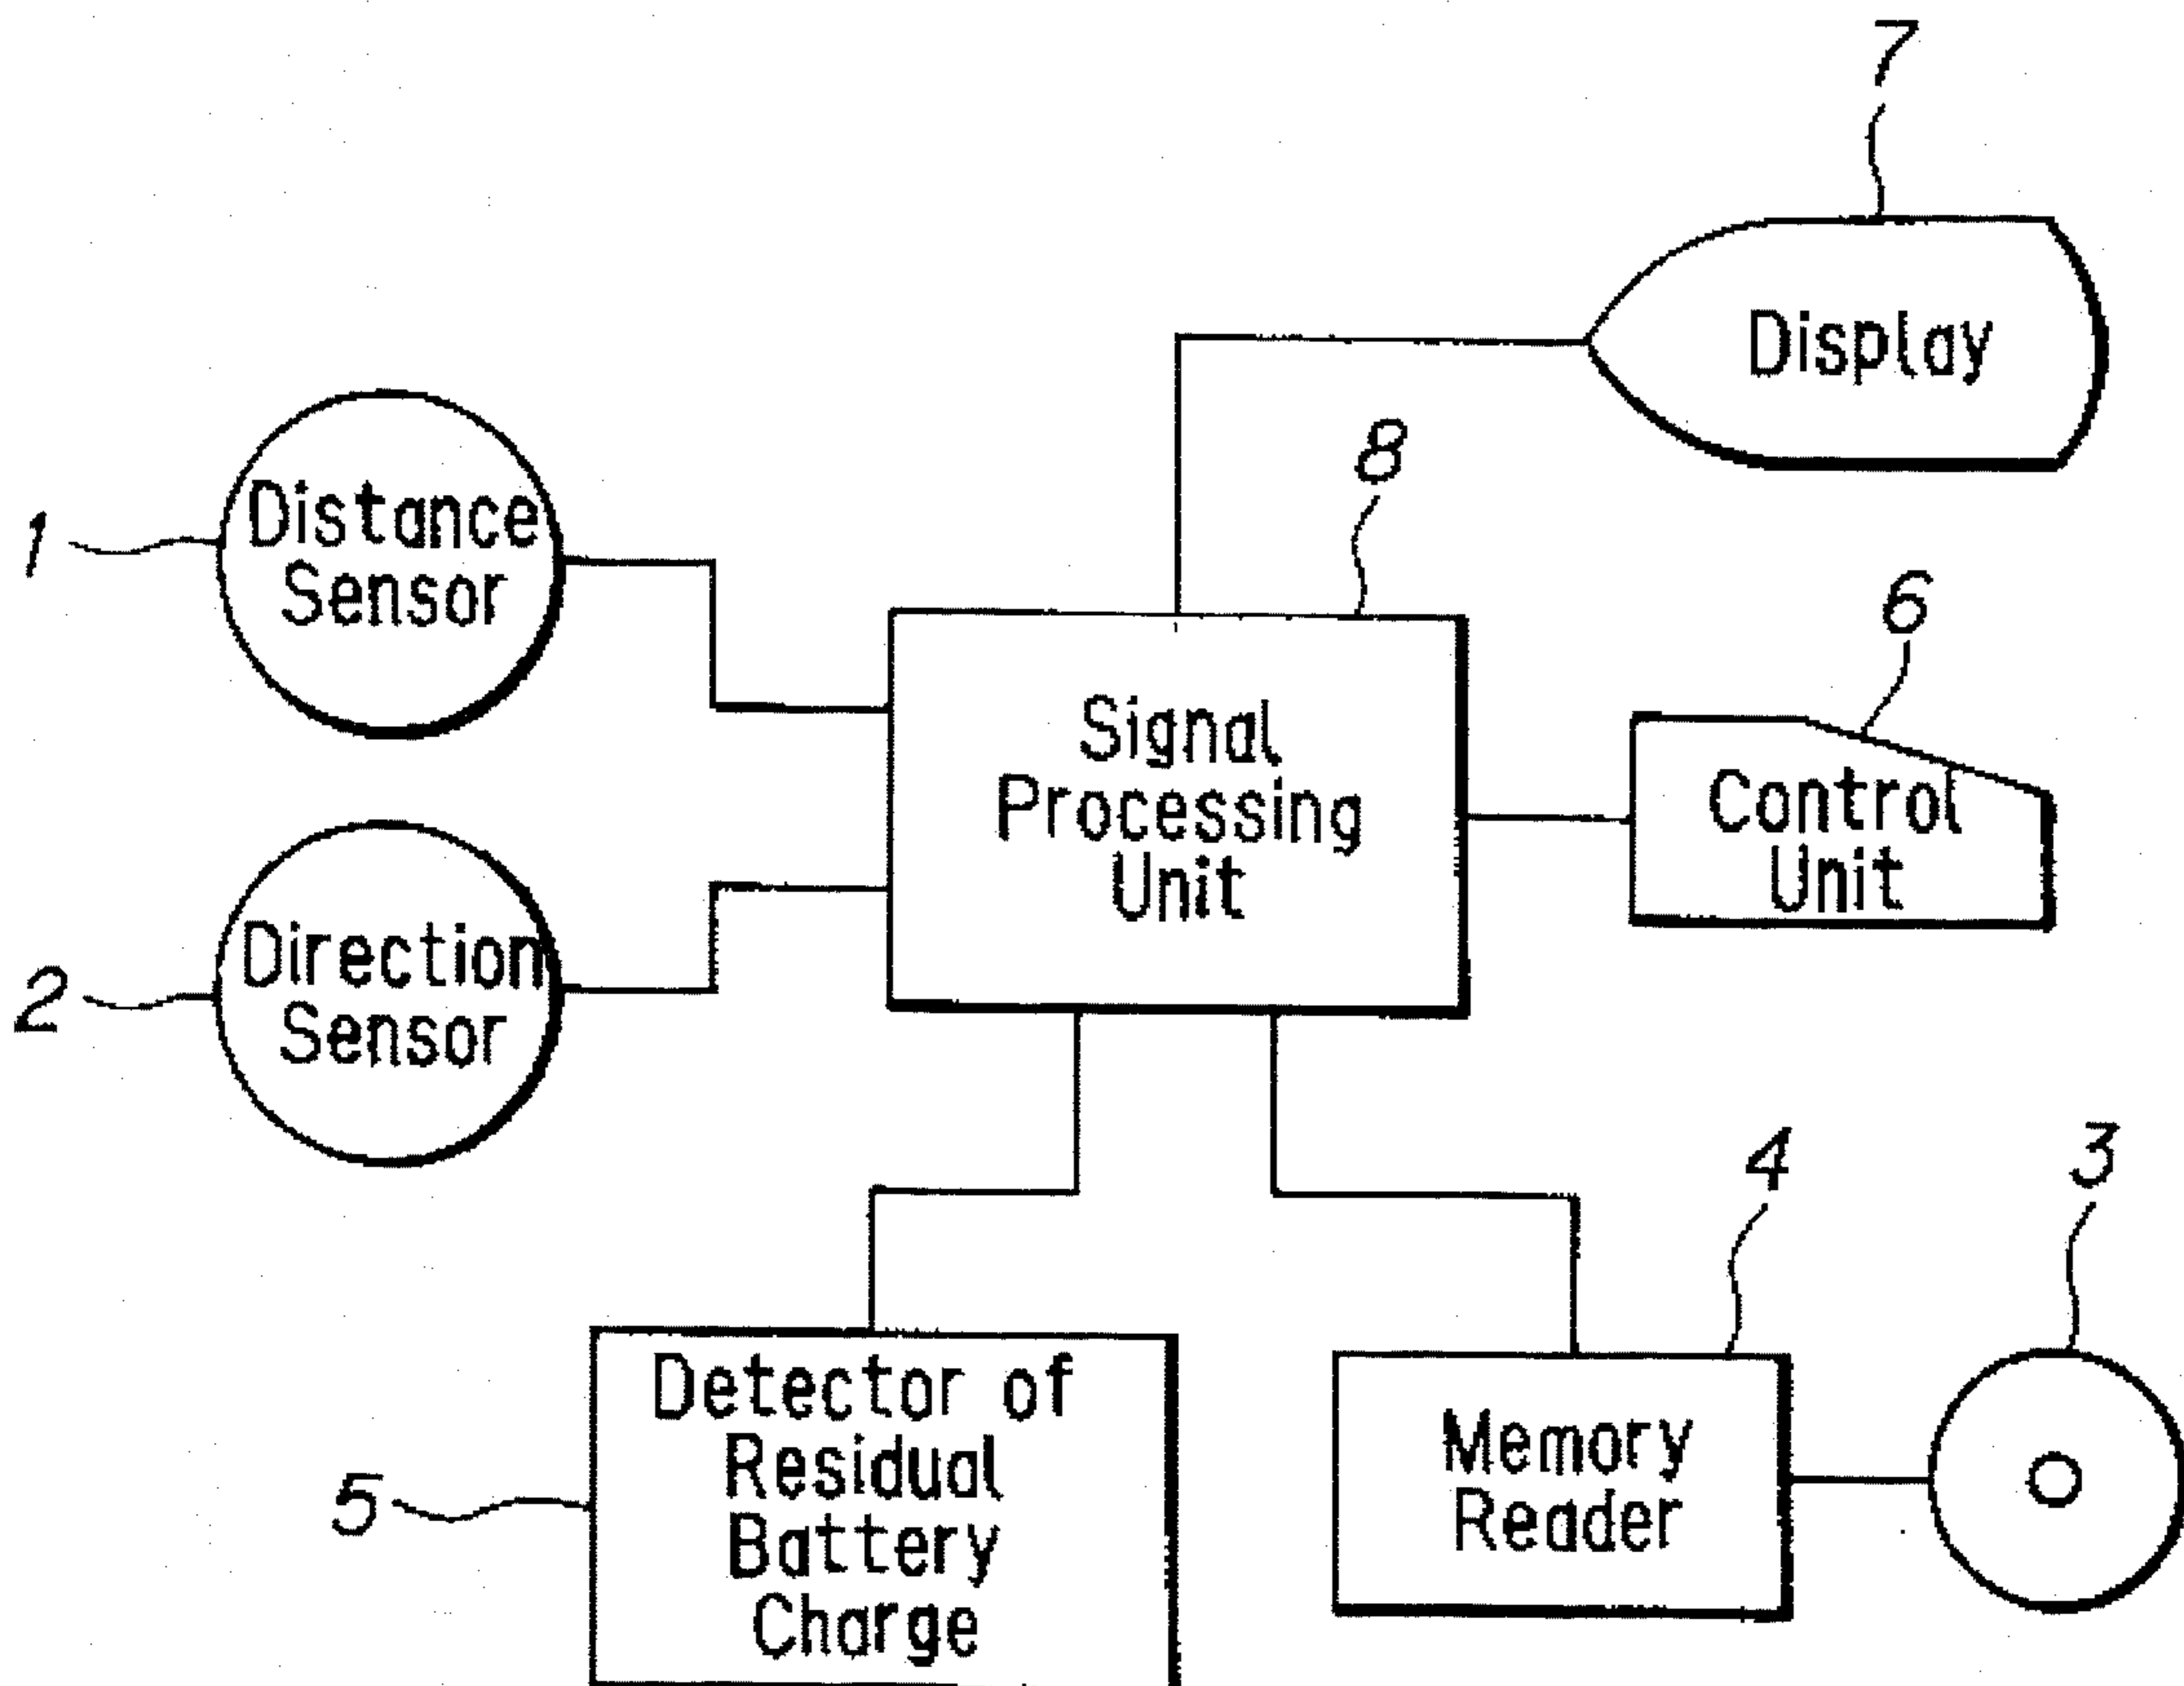 7
Display
8
1
Distance
Sensor
6
Signal
Processing
Unit
Control
Unit
2
Direction
Sensor
4
3
5
Detector of
Residual
Battery
Charge
Memory
Reader